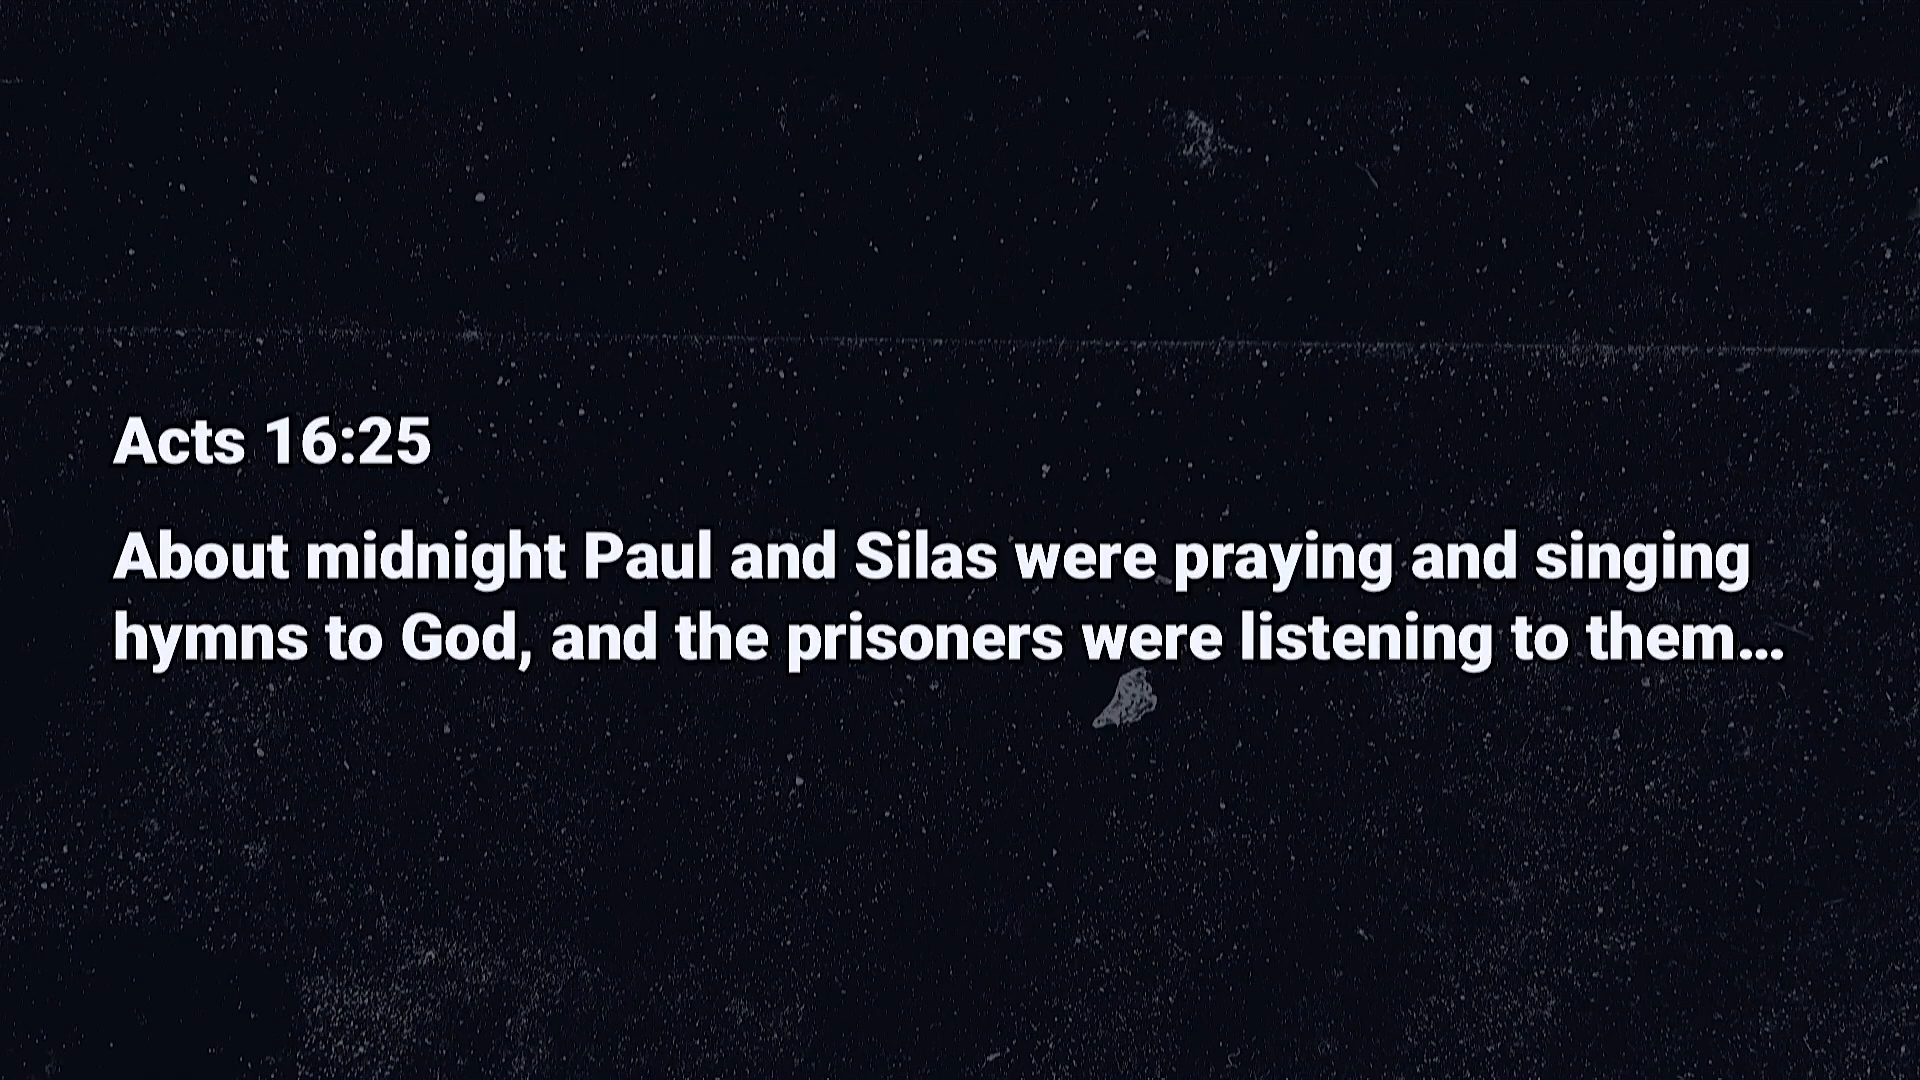 Acts 16:25
About midnight Paul and Silas were praying and singing
hymns to God, and the prisoners were listening to them...